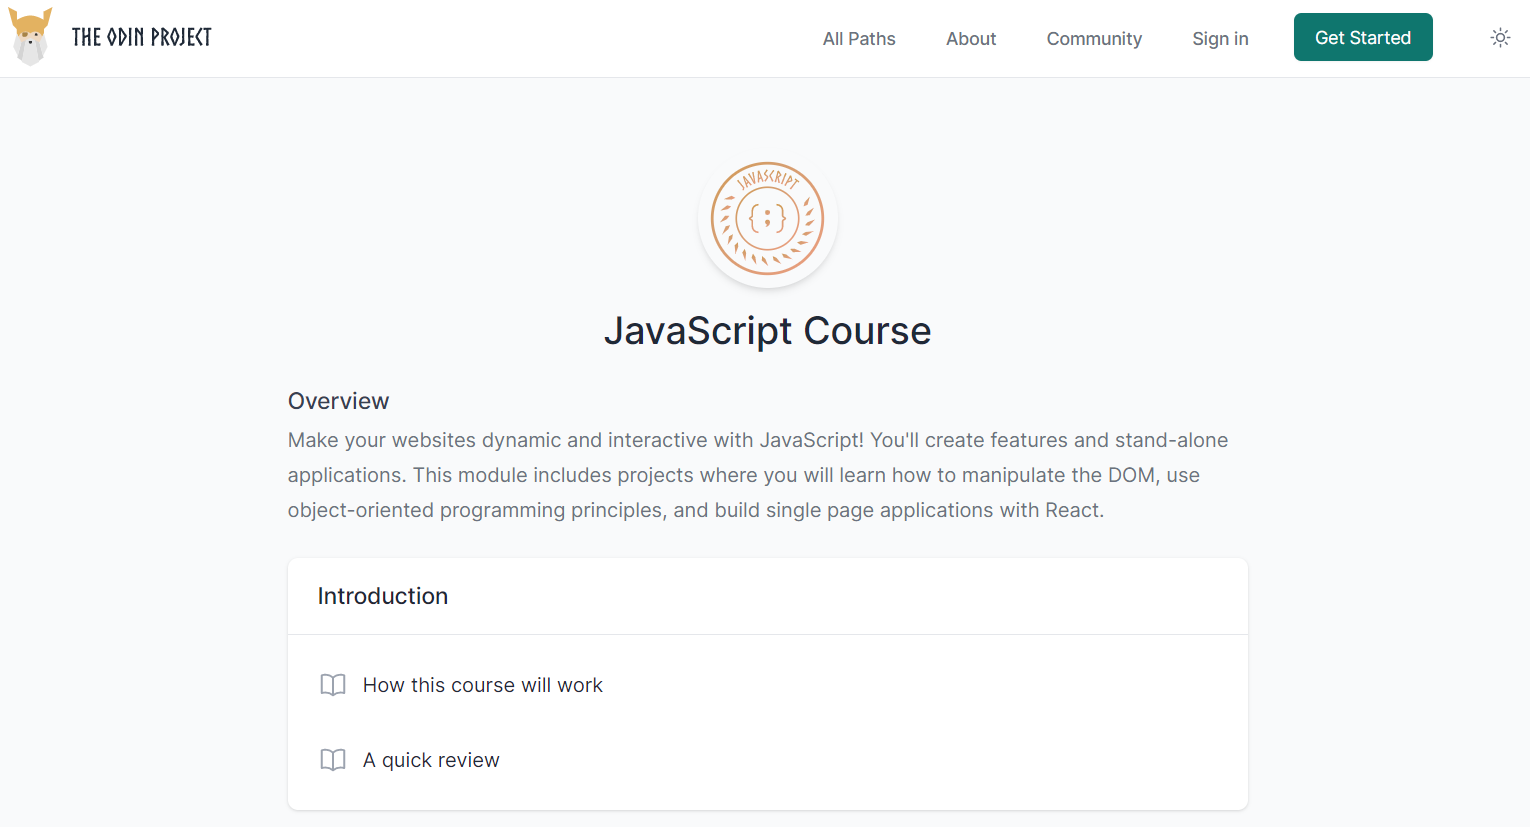 THE ODIN PROJECT
All Paths
About
Community
Sign in
Get Started
JAVASCRIPT
{;}
JavaScript Course
Overview
Make your websites dynamic and interactive with JavaScript! You'll create features and stand-alone
applications. This module includes projects where you will learn how to manipulate the DOM, use
object-oriented programming principles, and build single page applications with React.
Introduction
How this course will work
A quick review